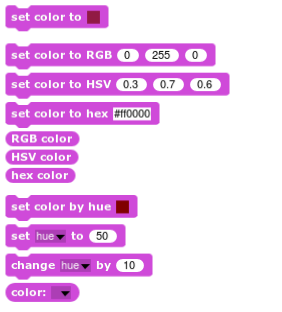 set color to
set color to RGB 0 255 0
set color to HSV 0.3 0.7 0.6
set color to hex #ff0000
RGB color
HSV color
hex color
set color by hue
set hue to 50
change hue by 10
color: